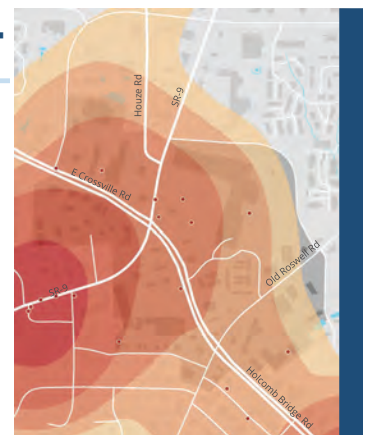 Houze Rd
SR-9
E Crossville Rd
Old Roswell Rd
SR-9
Holcomb Bridge Rd